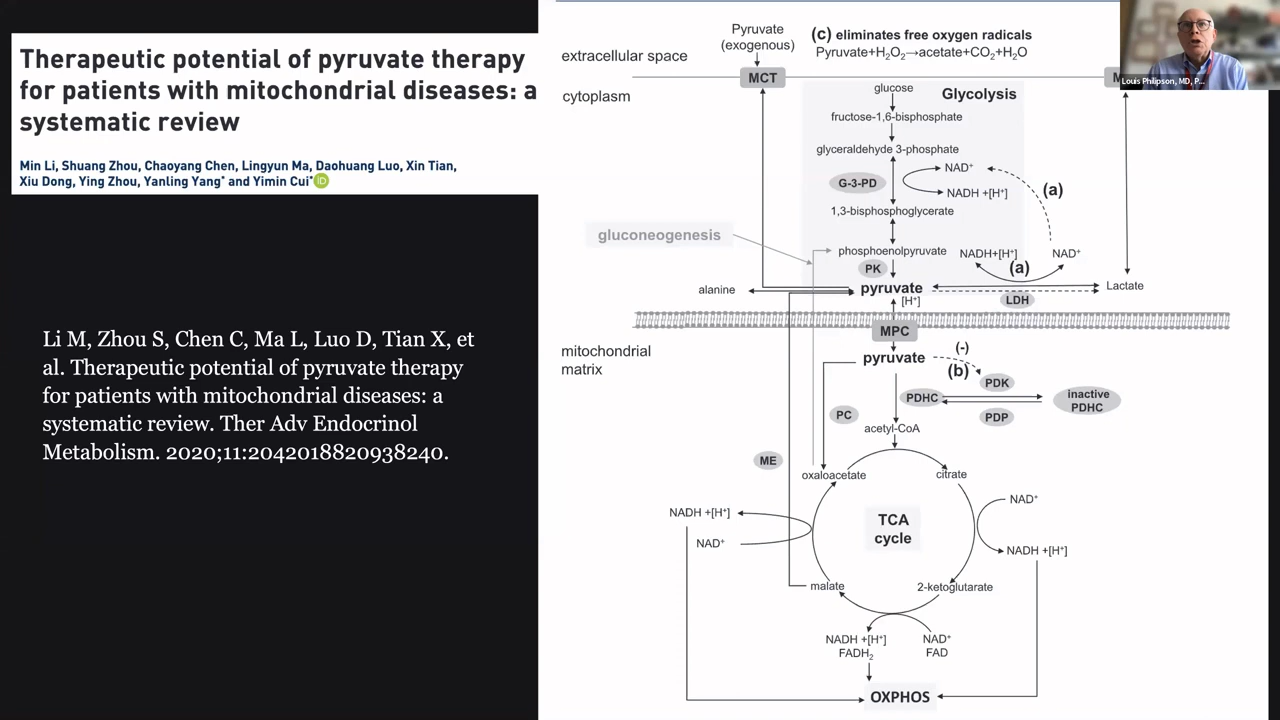 Therapeutic potential of pyruvate therapy
for patients with mitochondrial diseases: a
systematic review
Min Li, Shuang Zhou, Chaoyang Chen, Lingyun Ma, Daohuang Luo, Xin Tian,
Xiu Dong, Ying Zhou, Yanling Yang* and Yimin Cui*
iD
Li M, Zhou S, Chen C, Ma L, Luo D, Tian X, et
al. Therapeutic potential of pyruvate therapy
for patients with mitochondrial diseases: a
systematic review. Ther Adv Endocrinol
Metabolism. 2020;11:2042018820938240.
Pyruvate
(exogenous)
(c) eliminates free oxygen radicals
Pyruvate+H₂O₂→acetate+CO₂+H₂O
extracellular space
MCT
M
Louis Philipson, MD, P...
cytoplasm
glucose
Glycolysis
fructose-1,6-bisphosphate
glyceraldehyde 3-phosphate
NAD⁺
G-3-PD
NADH +[H⁺]
(a)
1,3-bisphosphoglycerate
gluconeogenesis
phosphoenolpyruvate
NADH+[H⁺]
NAD⁺
PK
(a)
alanine
pyruvate
Lactate
[H⁺]
LDH
MPC
mitochondrial
matrix
pyruvate
(-)
(b)
PDK
PDHC
inactive
PDHC
PC
PDP
acetyl-CoA
ME
oxaloacetate
citrate
NADH +[H⁺]
NAD⁺
TCA
cycle
NAD⁺
NADH +[H⁺]
malate
2-ketoglutarate
NADH +[H⁺]
FADH₂
NAD⁺
FAD
OXPHOS